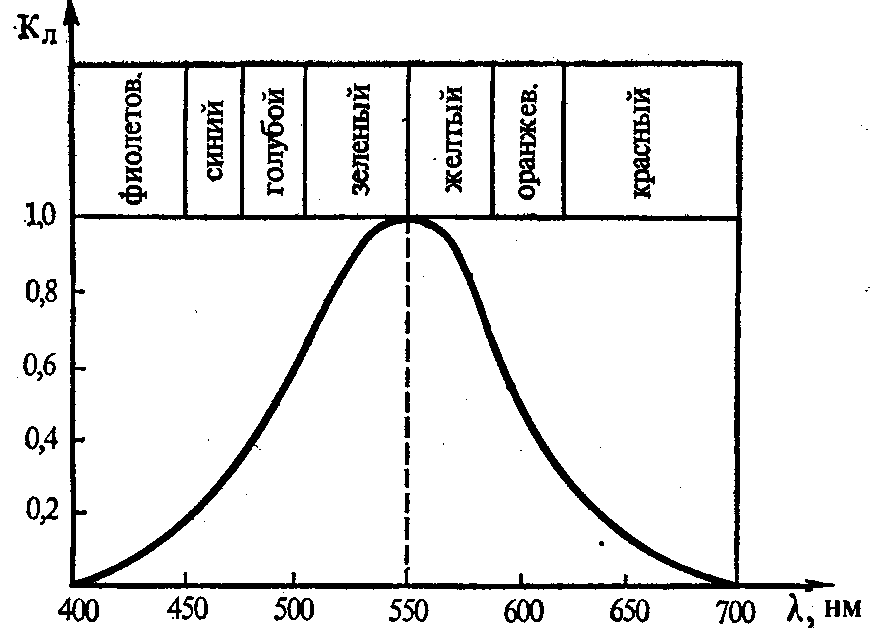 Кл
фиолетов.
синий
голубой
зеленый
желтый
оранжев.
красный
1,0
0,8
0,6
0,4
0,2
400 450 500 550 600 650 700 λ, нм